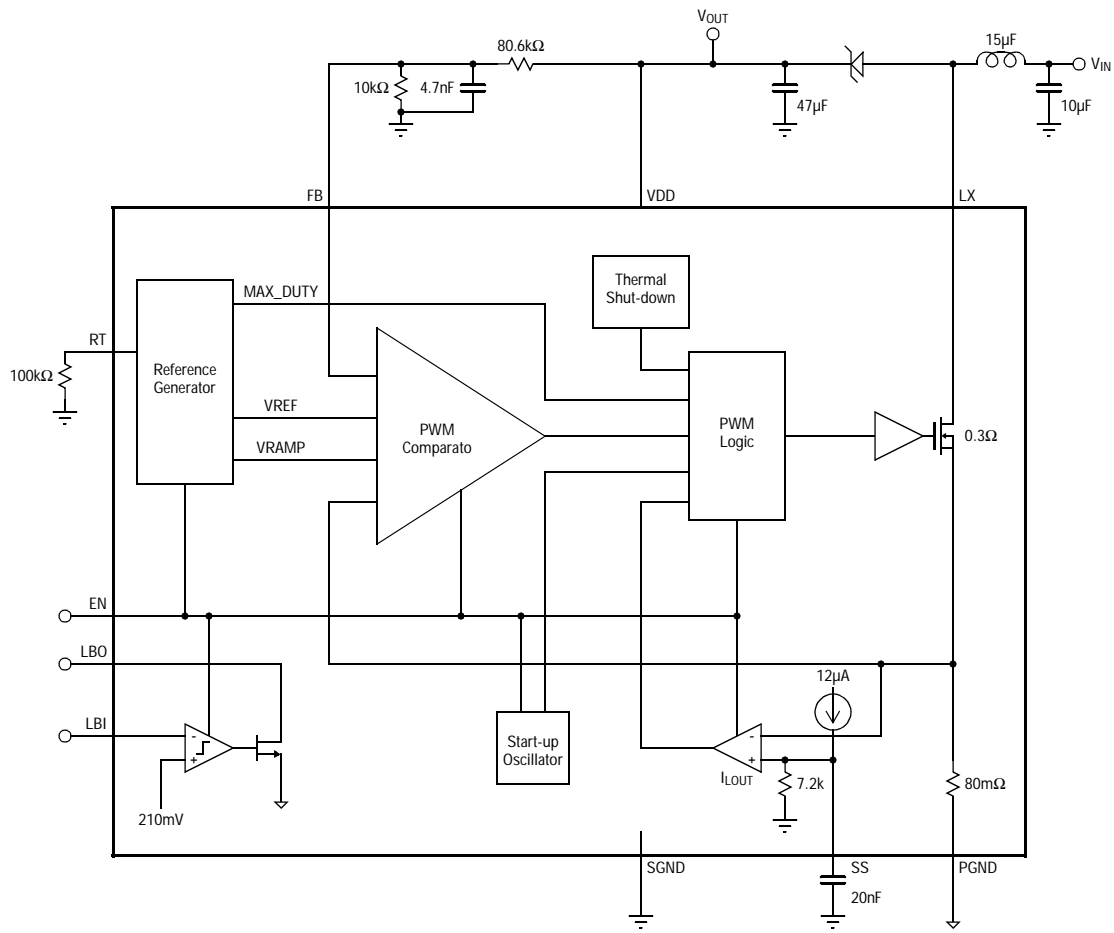 VOUT
80.6kΩ
15µF
VIN
10kΩ
4.7nF
47µF
10µF
FB
VDD
LX
MAX_DUTY
Thermal
Shut-down
RT
100kΩ
Reference
Generator
VREF
VRAMP
PWM
Comparato
PWM
Logic
0.3Ω
EN
LBO
LBI
-
+
210mV
Start-up
Oscillator
12µA
-
+
ILOUT
7.2k
80mΩ
SGND
SS
20nF
PGND